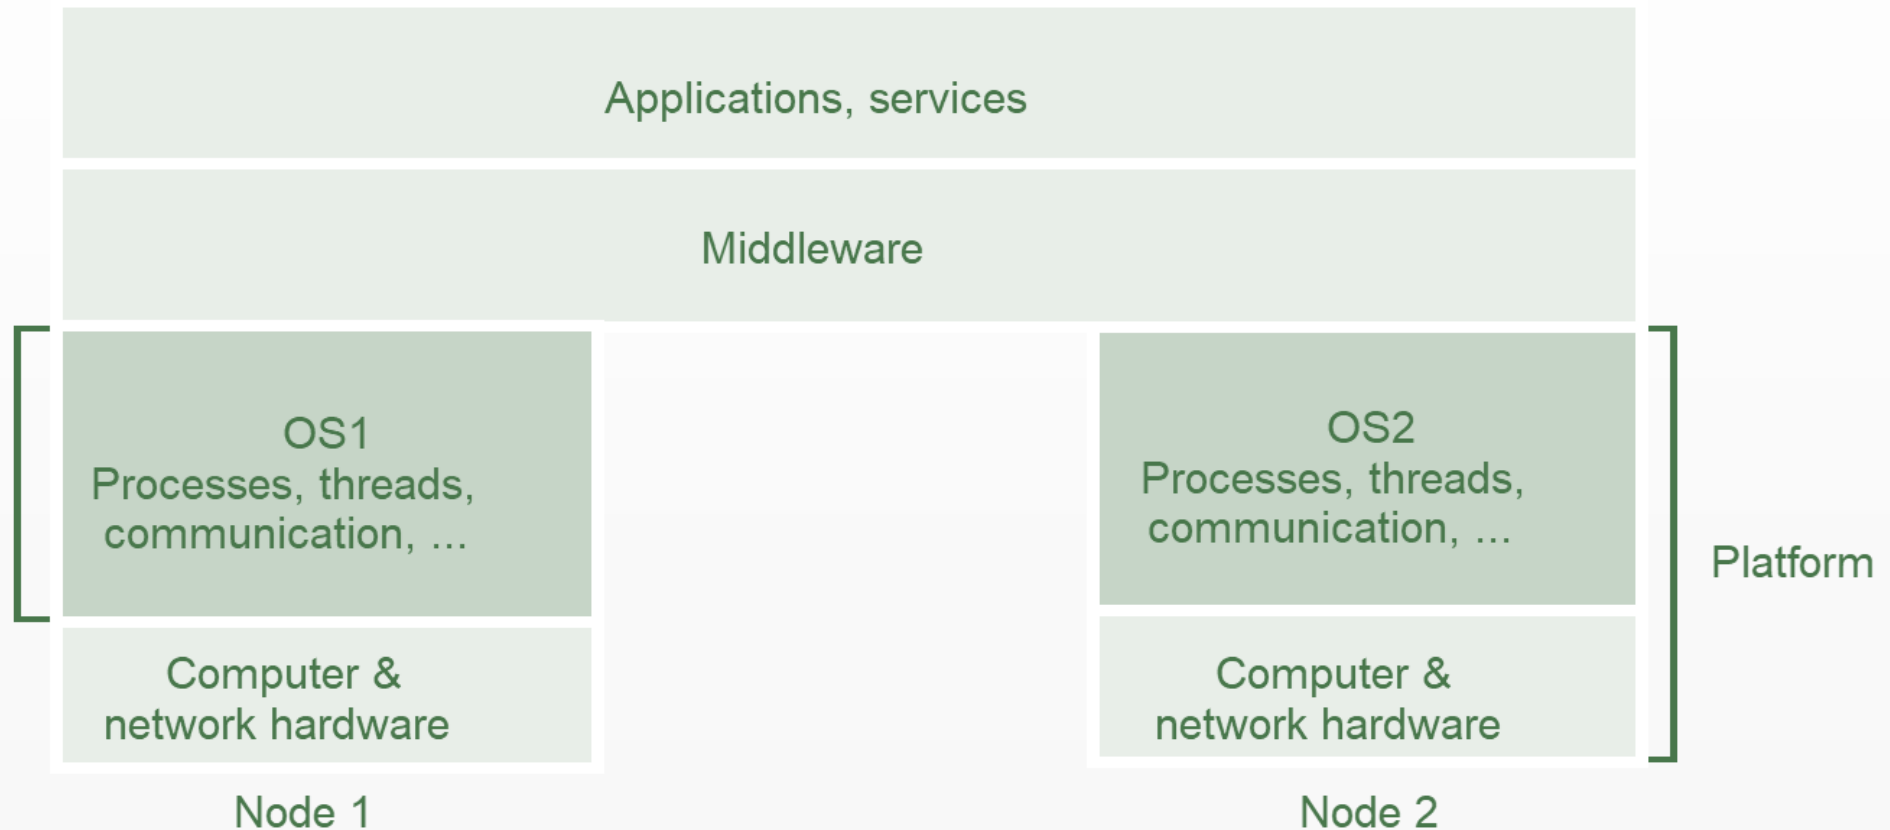 Applications, services
Middleware
OS1
Processes, threads,
communication, ...
OS2
Processes, threads,
communication, ...
Platform
Computer &
network hardware
Computer &
network hardware
Node 1
Node 2